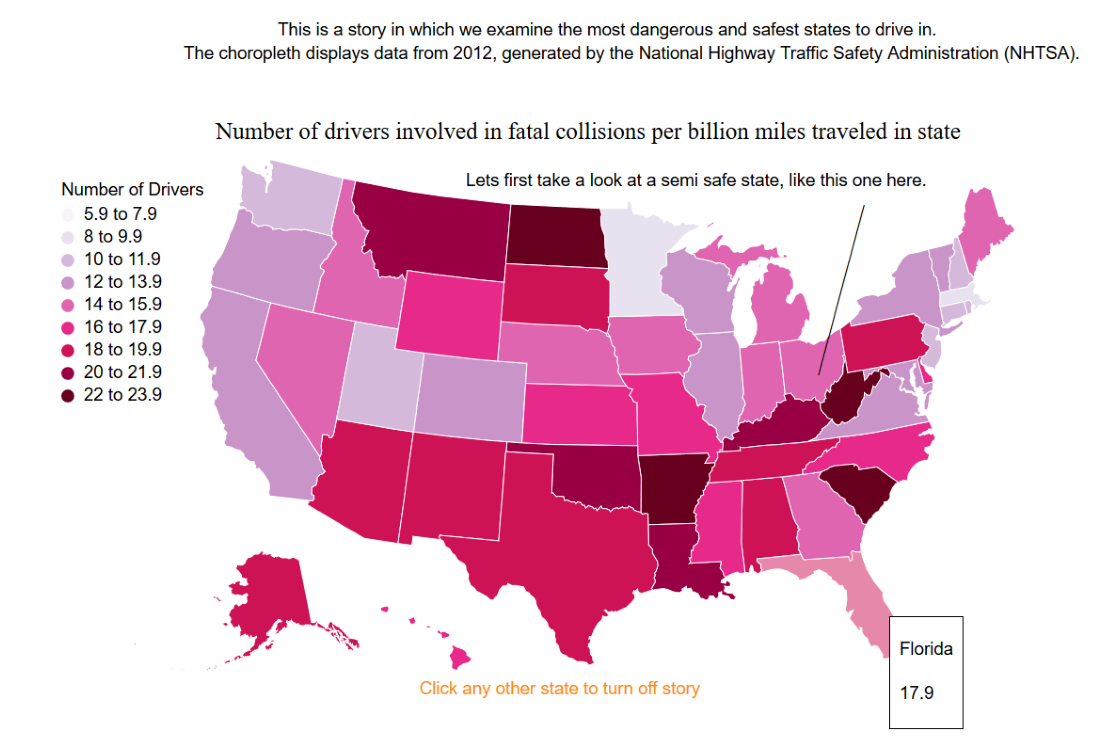 This is a story in which we examine the most dangerous and safest states to drive in.
The choropleth displays data from 2012, generated by the National Highway Traffic Safety Administration (NHTSA).
Number of drivers involved in fatal collisions per billion miles traveled in state
Lets first take a look at a semi safe state, like this one here.
Number of Drivers
5.9 to 7.9
8 to 9.9
10 to 11.9
12 to 13.9
14 to 15.9
16 to 17.9
18 to 19.9
20 to 21.9
22 to 23.9
Florida
17.9
Click any other state to turn off story